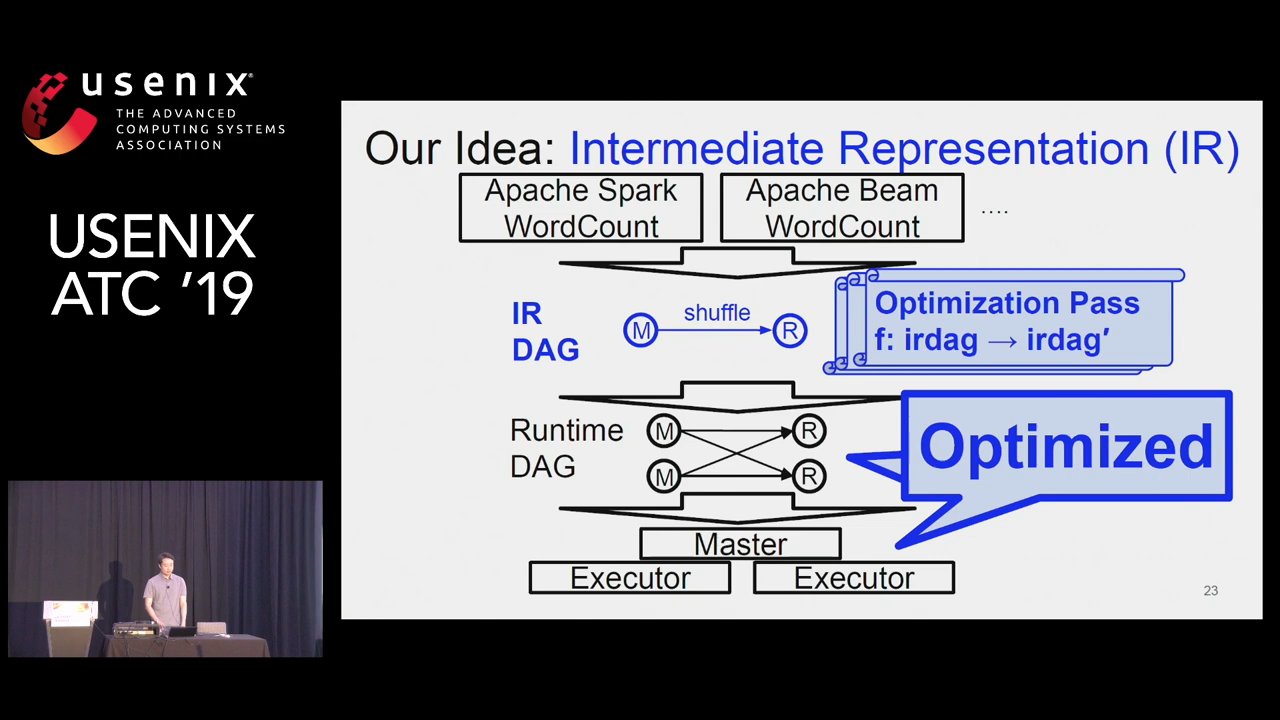 usenix
THE ADVANCED
COMPUTING SYSTEMS
ASSOCIATION
USENIX
ATC '19
Our Idea: Intermediate Representation (IR)
Apache Spark
WordCount
Apache Beam
WordCount
....
IR
DAG
M
shuffle
R
Optimization Pass
f: irdag → irdag′
Runtime
DAG
M
R
M
R
Optimized
Master
Executor
Executor
23